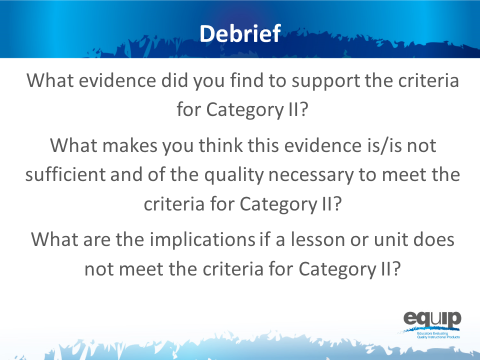 Debrief
What evidence did you find to support the criteria
for Category II?
What makes you think this evidence is/is not
sufficient and of the quality necessary to meet the
criteria for Category II?
What are the implications if a lesson or unit does
not meet the criteria for Category II?
equip
Educators Evaluating
Quality Instructional Products